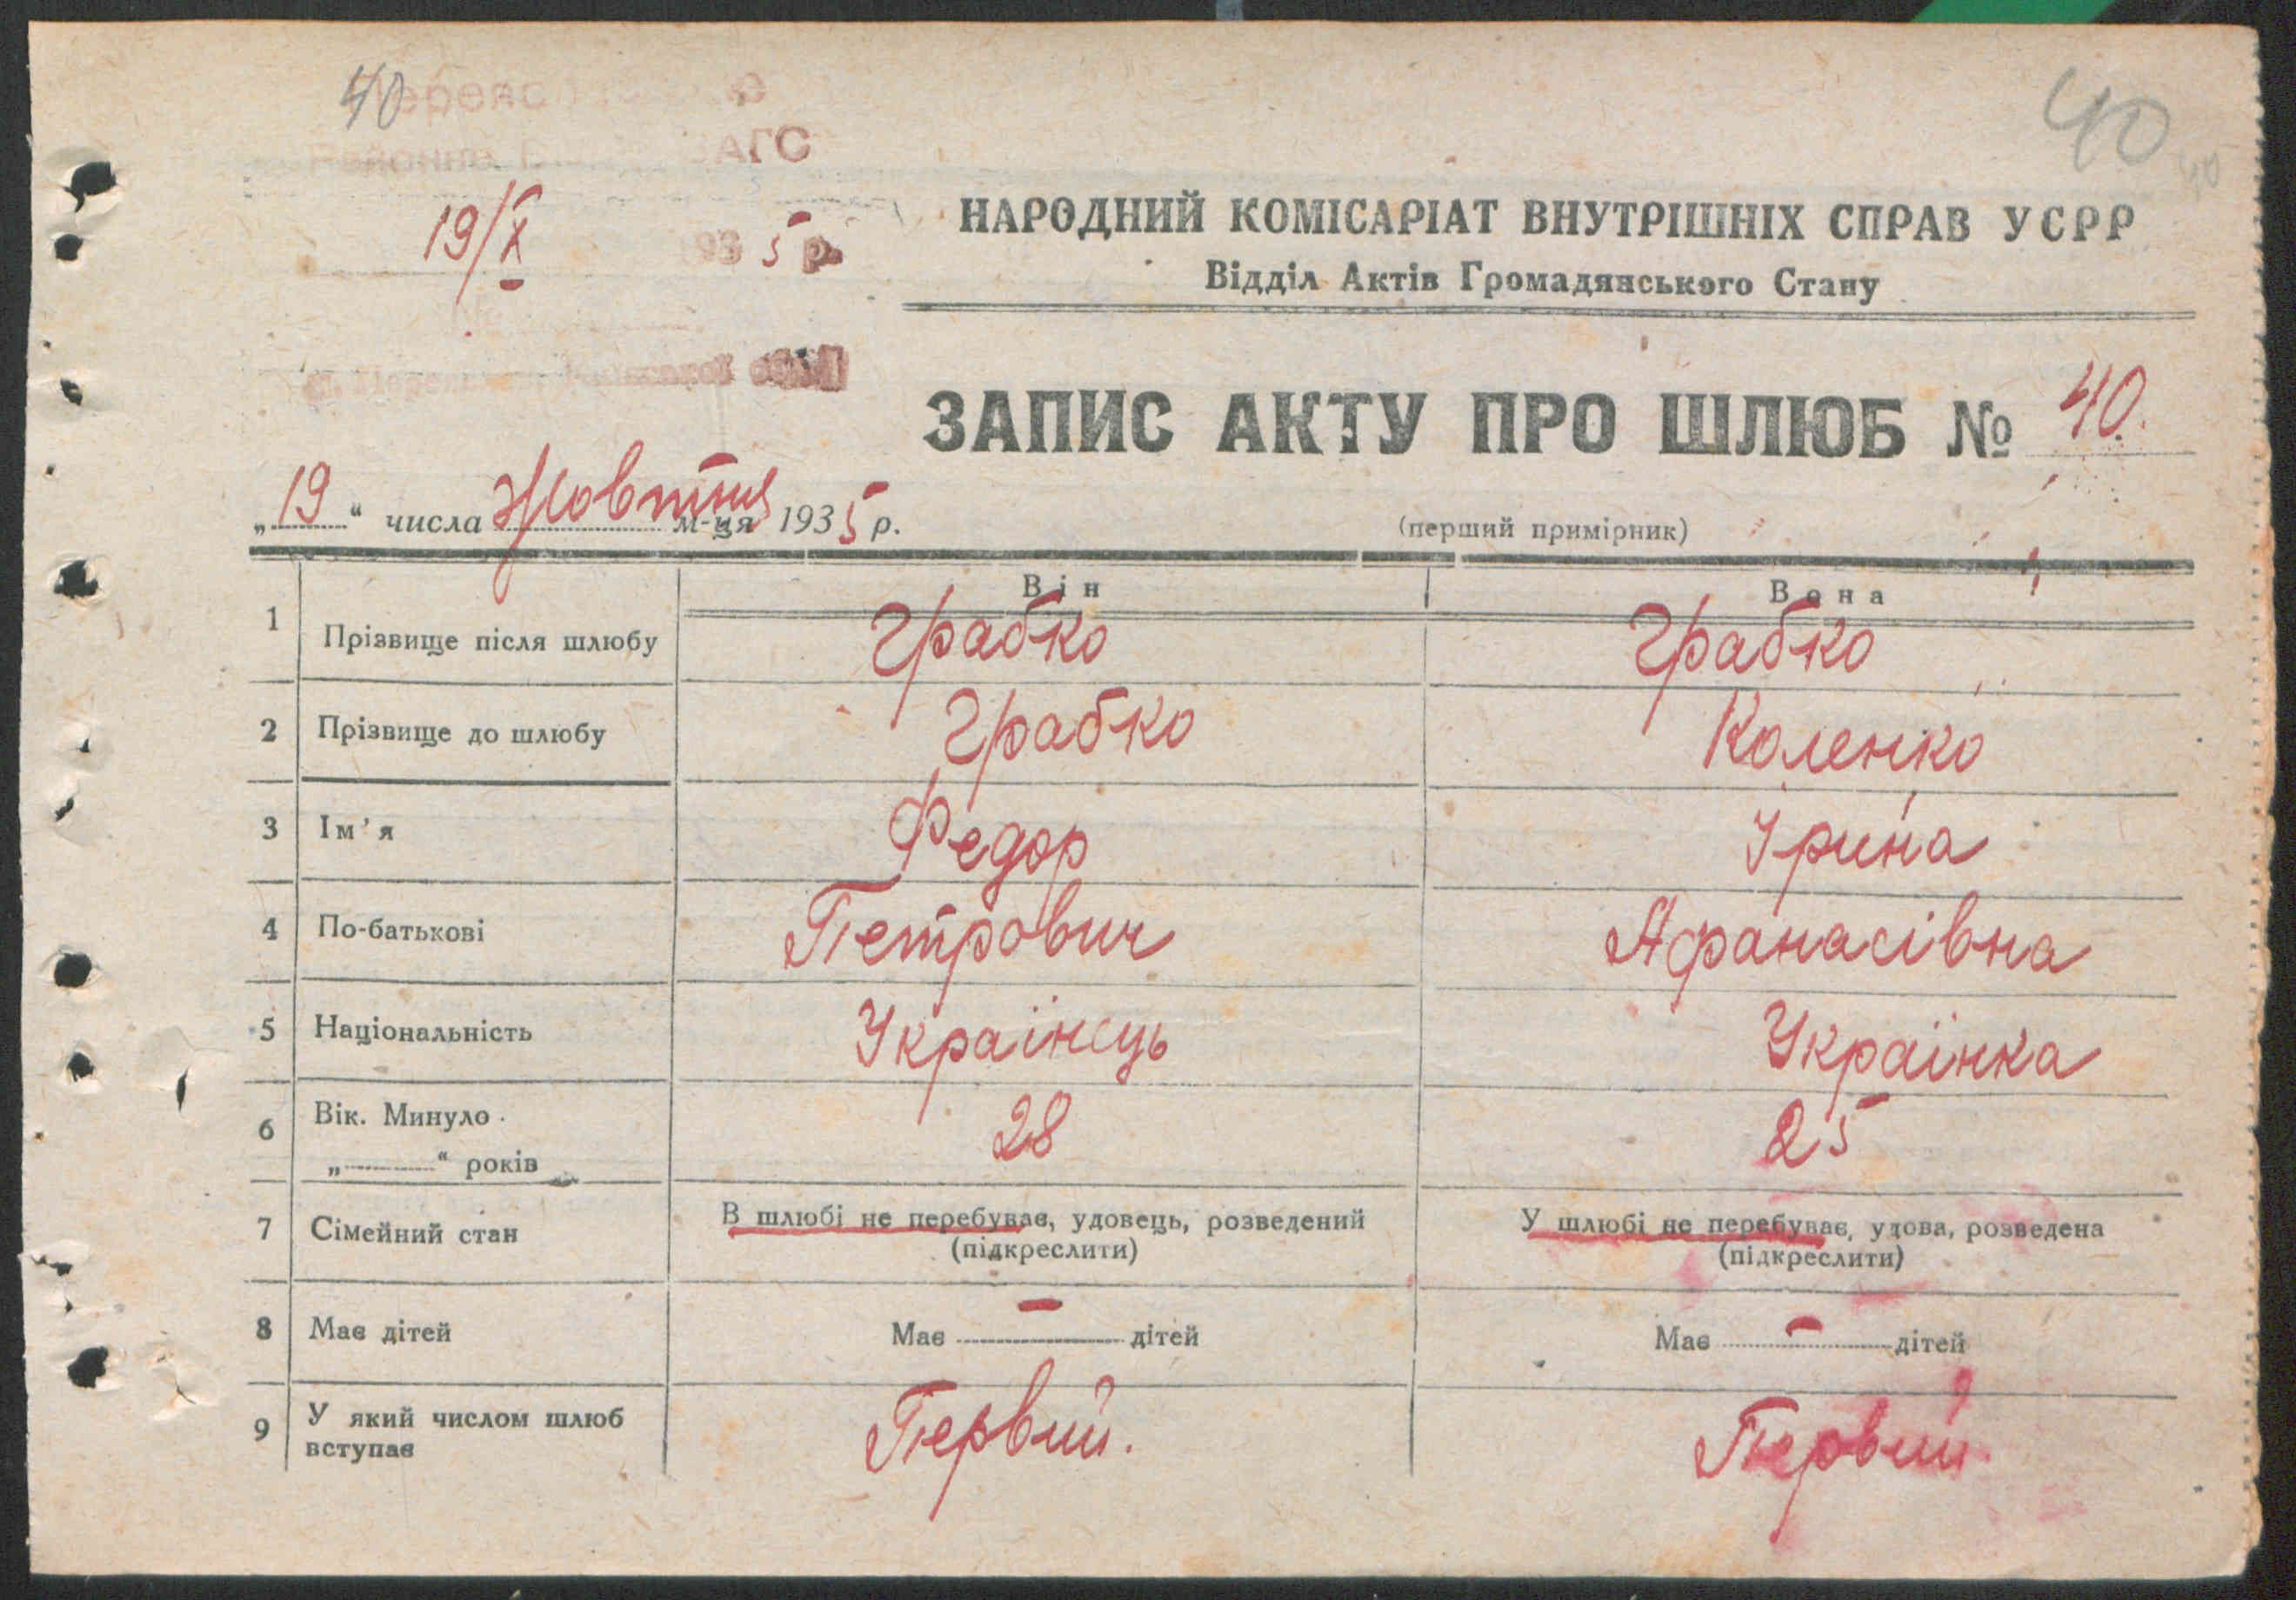 40
40
ЗАГС
19/X 1935 р.
НАРОДНИЙ КОМІСАРІАТ ВНУТРІШНІХ СПРАВ УСРР
Відділ Актів Громадянського Стану
ЗАПИС АКТУ ПРО ШЛЮБ № 40.
„19“ числа Жовтня м-ця 1935 р.
(перший примірник)
Він Вона
1 Прізвище після шлюбу Грабко Грабко
2 Прізвище до шлюбу Грабко Коленко
3 Ім'я Федор Ірина
4 По-батькові Петрович Афанасівна
5 Національність Українець Українка
6 Вік. Минуло „ “ років 28 25
7 Сімейний стан В шлюбі не перебуває, удовець, розведений (підкреслити) У шлюбі не перебуває, удова, розведена (підкреслити)
8 Має дітей Має – дітей Має – дітей
9 У який числом шлюб вступає Первий. Первий.